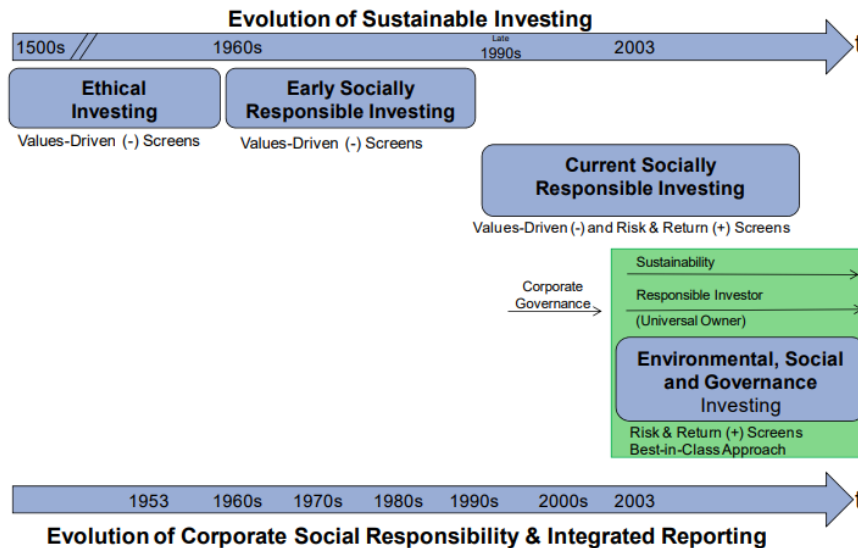 Evolution of Sustainable Investing
1500s
1960s
Late
1990s
2003
t
Ethical
Investing
Values-Driven (-) Screens
Early Socially
Responsible Investing
Values-Driven (-) Screens
Current Socially
Responsible Investing
Values-Driven (-) and Risk & Return (+) Screens
Corporate
Governance
Sustainability
Responsible Investor
(Universal Owner)
Environmental, Social
and Governance
Investing
Risk & Return (+) Screens
Best-in-Class Approach
1953
1960s
1970s
1980s
1990s
2000s
2003
t
Evolution of Corporate Social Responsibility & Integrated Reporting